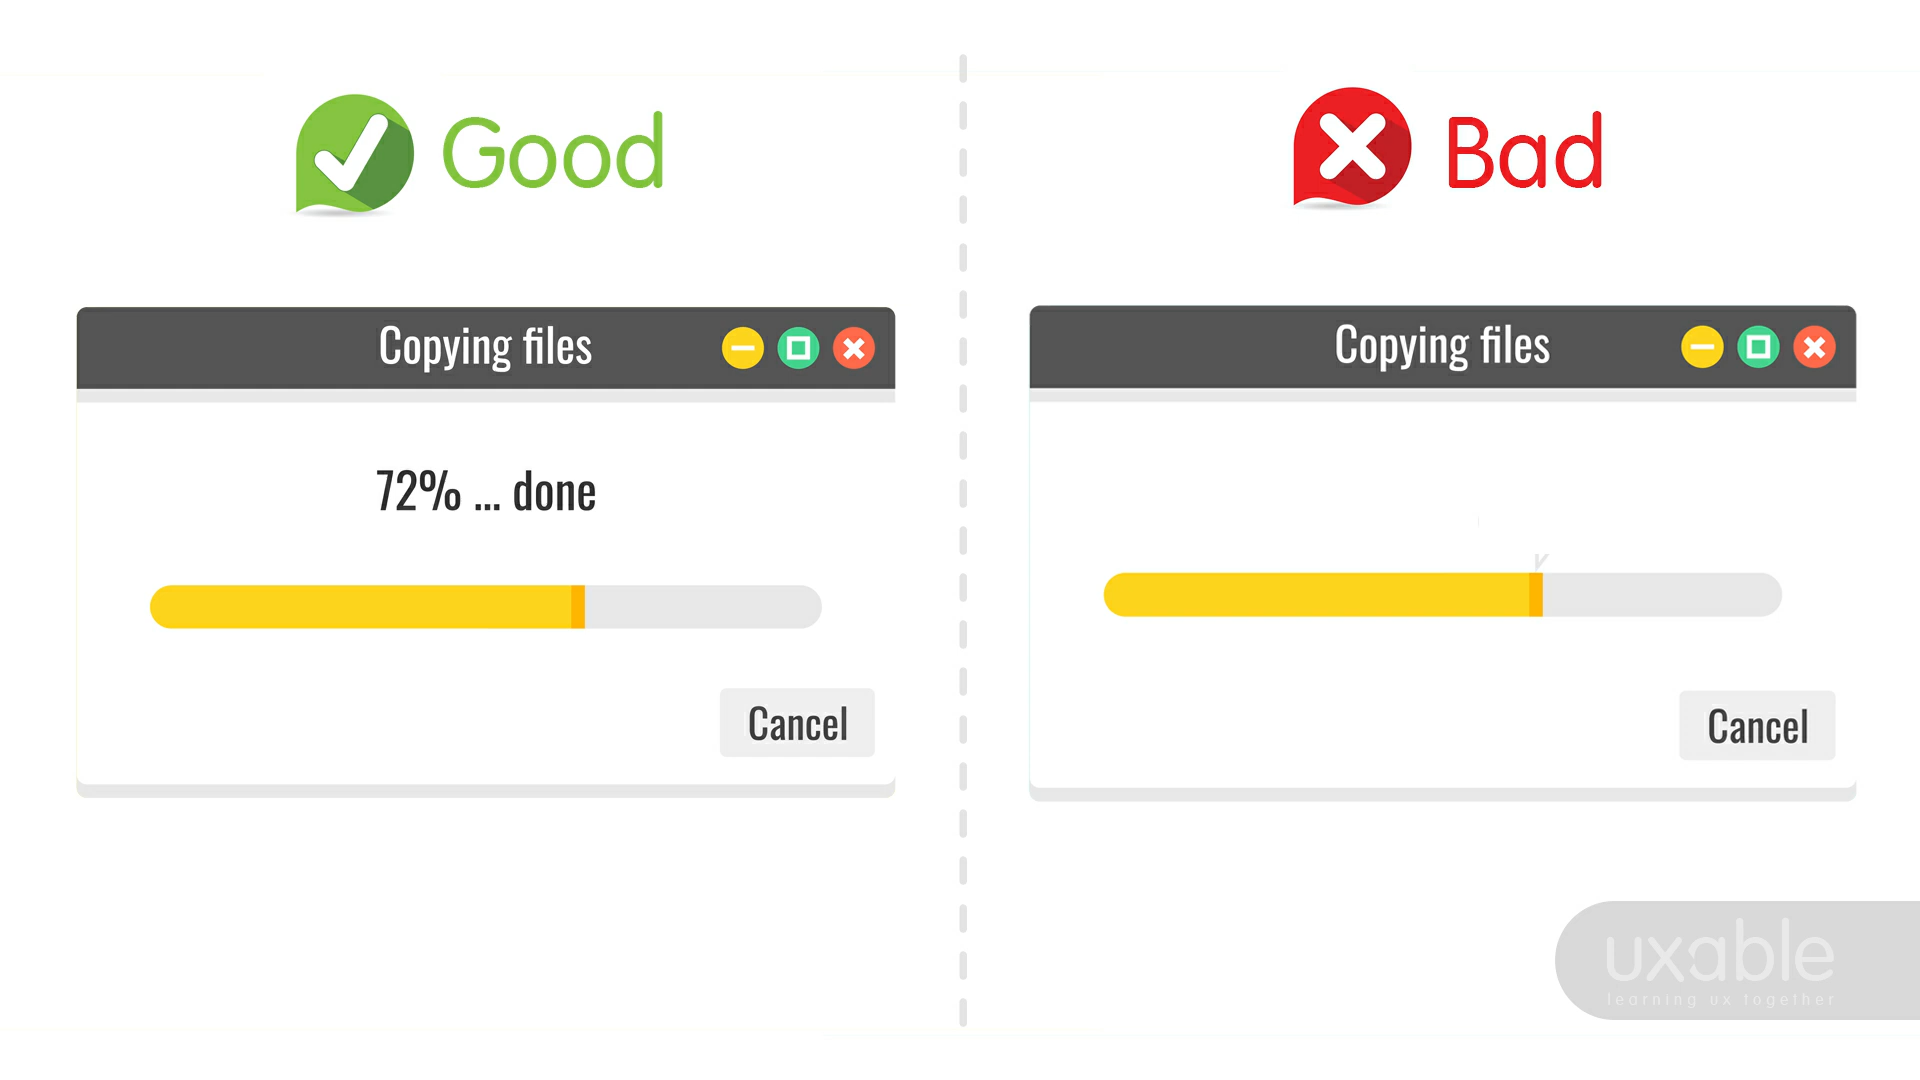 Good
Copying files
72% ... done
Cancel
Bad
Copying files
Cancel
uxable
learning ux together